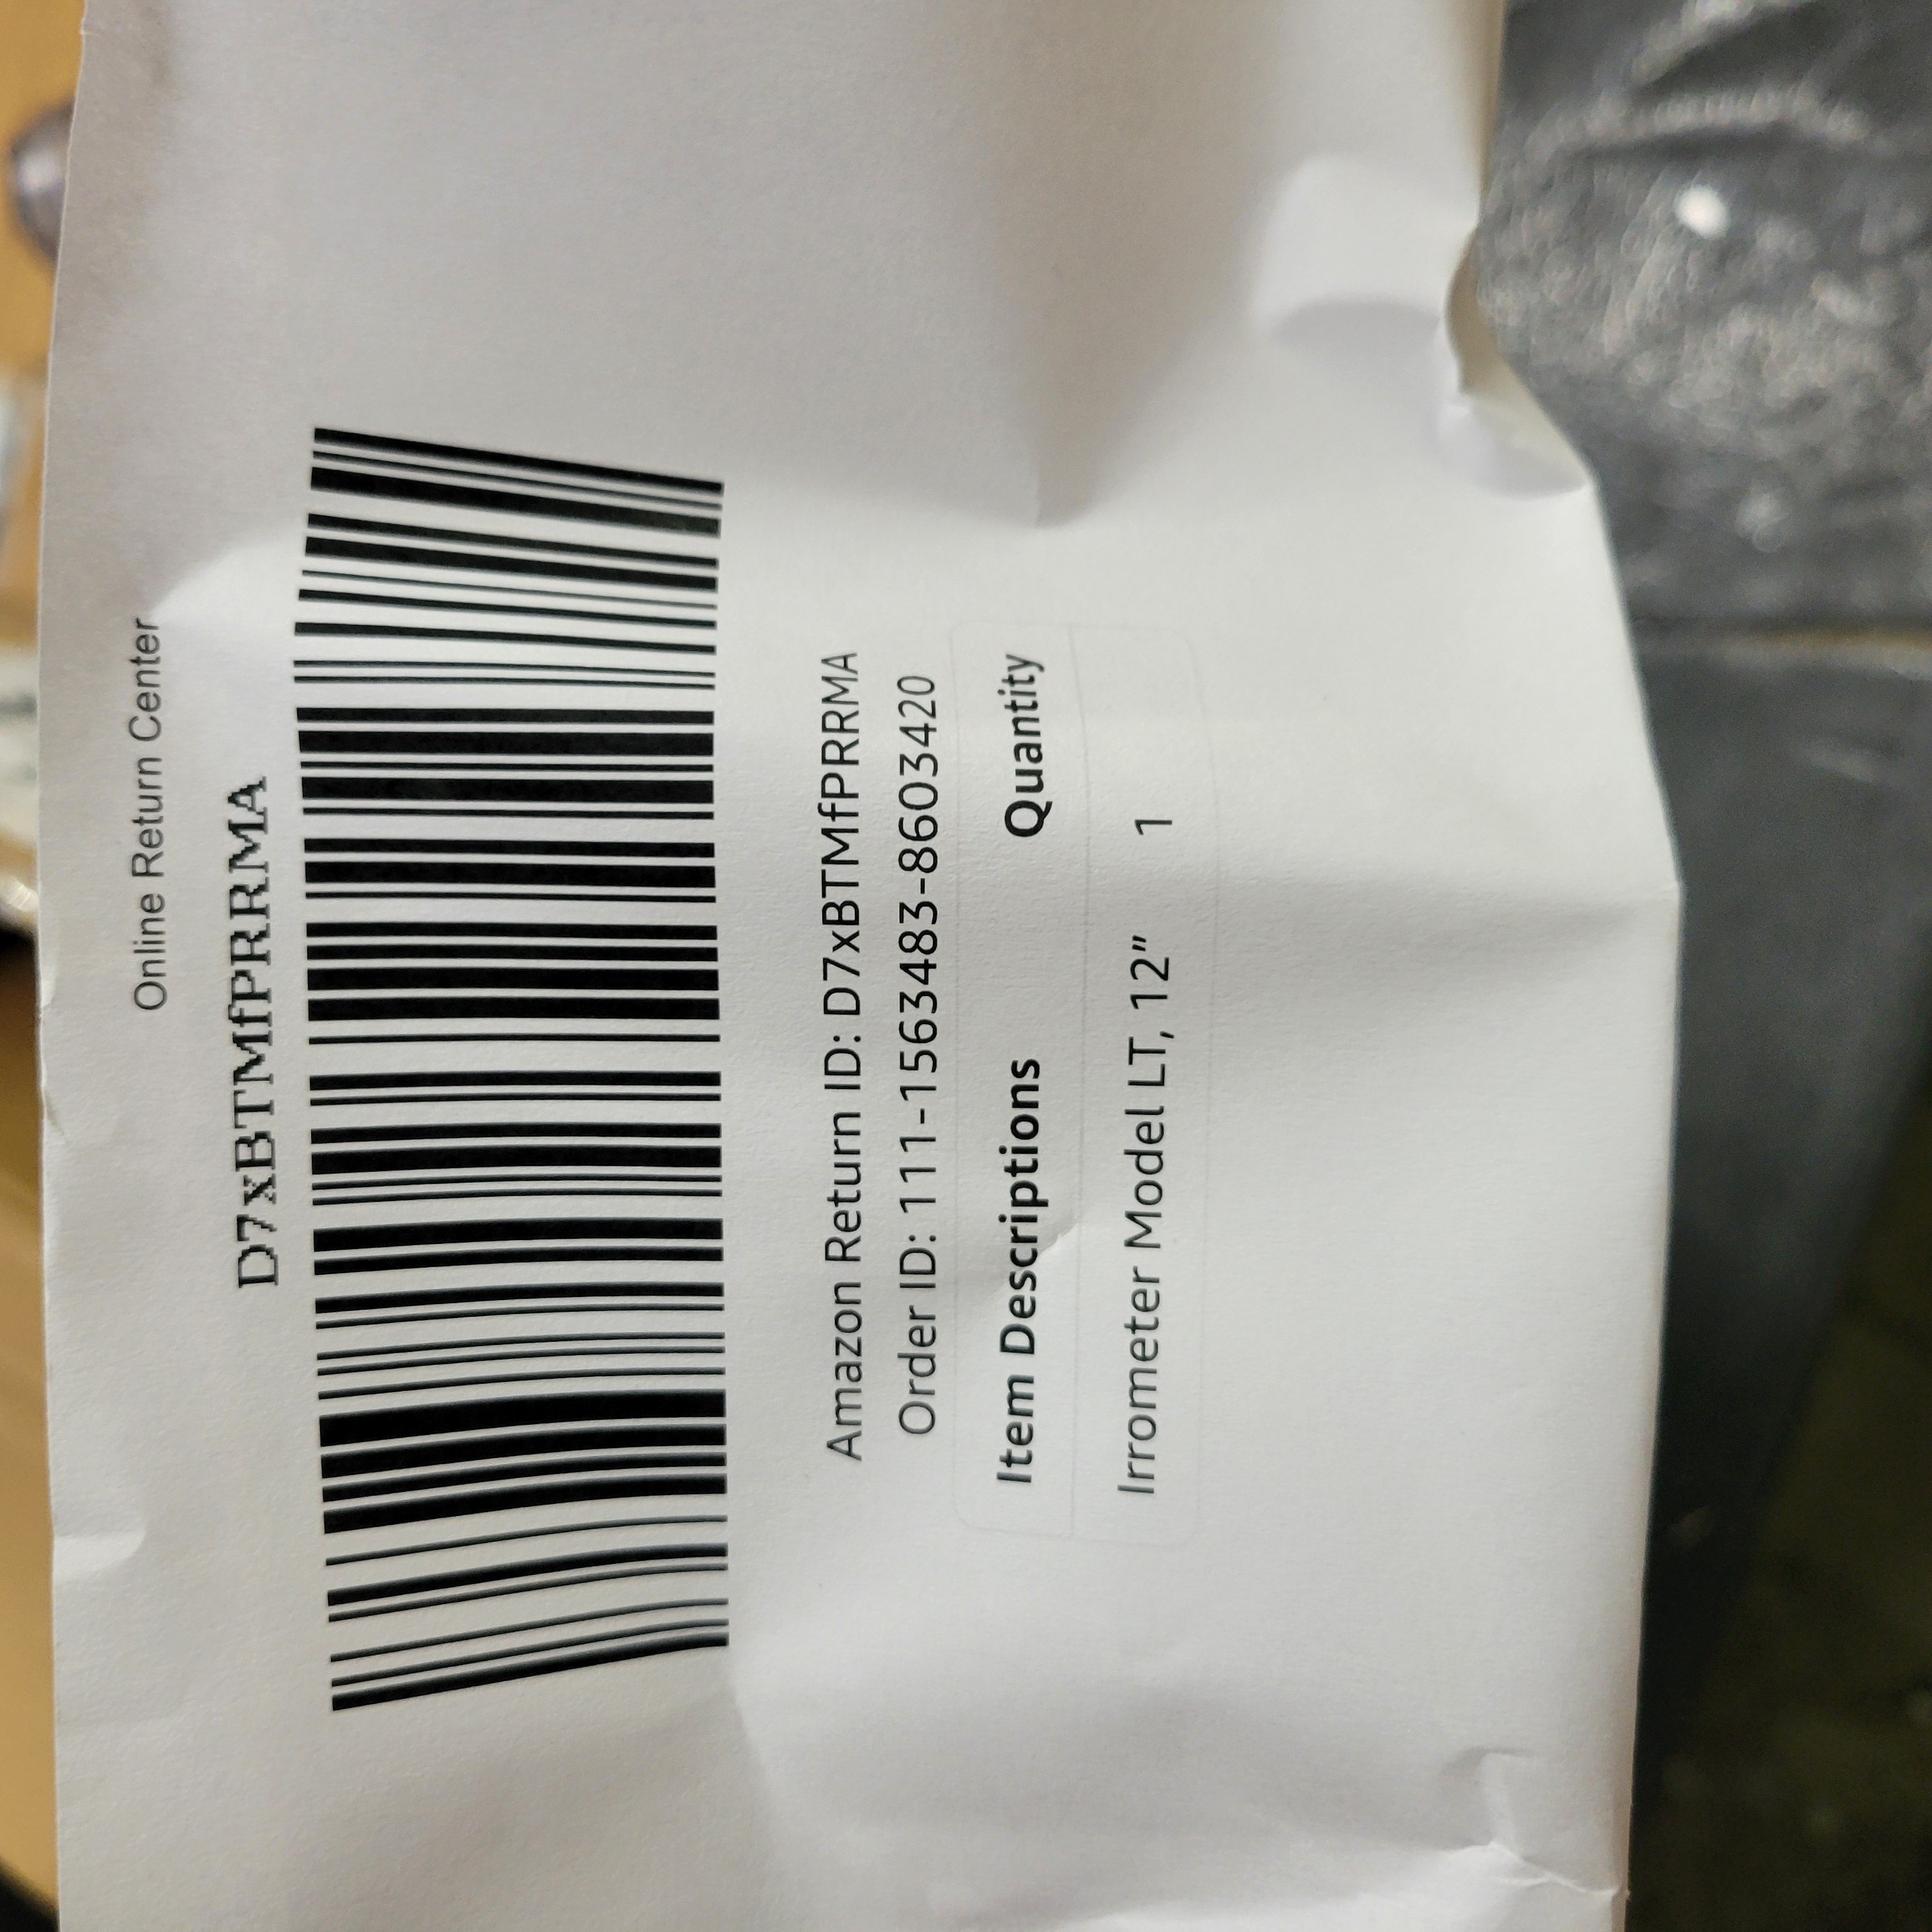 Online Return Center
D7xBTMfPRRMA
Amazon Return ID: D7xBTMfPRRMA
Order ID: 111-1563483-8603420
Item Descriptions Quantity
Irrometer Model LT, 12” 1